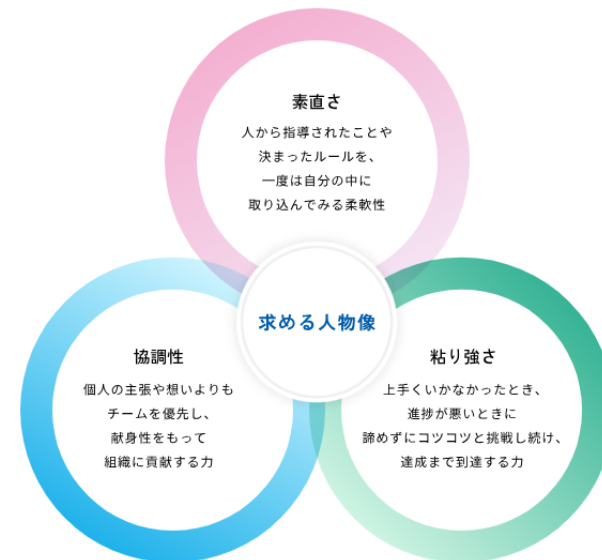 素直さ
人から指導されたことや
決まったルールを、
一度は自分の中に
取り込んでみる柔軟性
求める人物像
協調性
個人の主張や想いよりも
チームを優先し、
献身性をもって
組織に貢献する力
粘り強さ
上手くいかなかったとき、
進捗が悪いときに
諦めずにコツコツと挑戦し続け、
達成まで到達する力